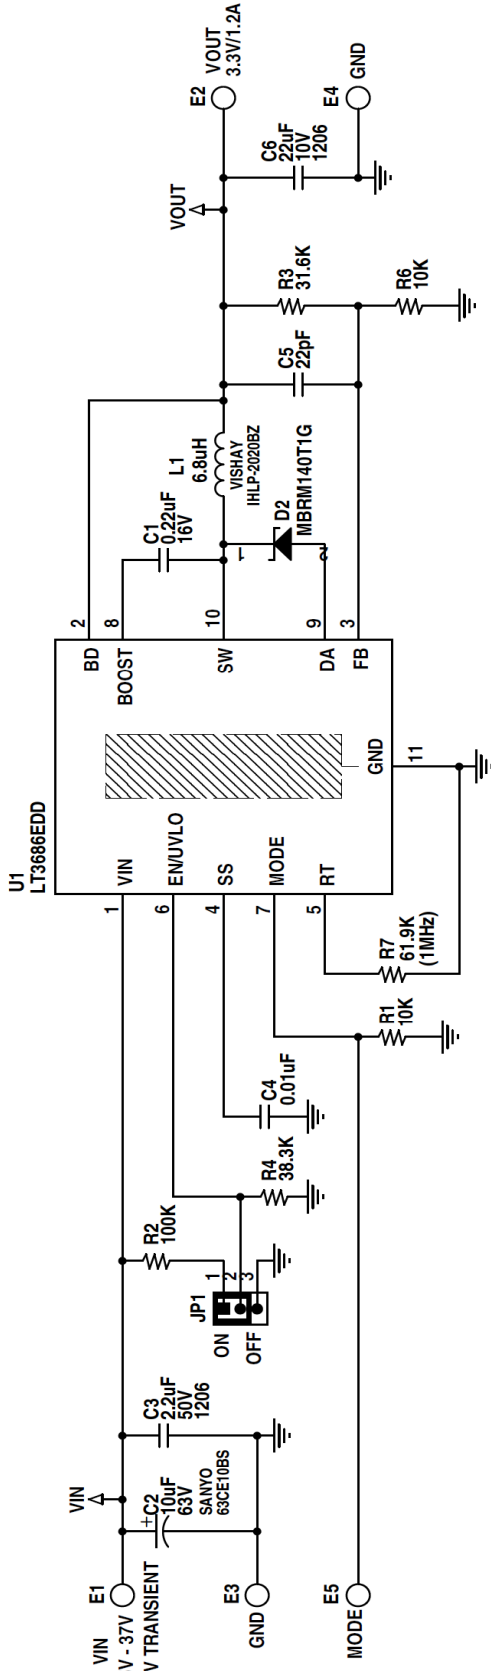 VIN
V - 37V
V TRANSIENT
E1
E3
GND
E5
MODE
VIN
+
C2
10uF
63V
SANYO
63CE10BS
C3
2.2uF
50V
1206
JP1
ON
OFF
1
2
3
R2
100K
R4
38.3K
C4
0.01uF
R1
10K
R7
61.9K
(1MHz)
U1
LT3686EDD
1
6
4
7
5
VIN
EN/UVLO
SS
MODE
RT
GND
11
BD
BOOST
SW
DA
FB
2
8
10
9
3
C1
0.22uF
16V
L1
6.8uH
VISHAY
IHLP-2020BZ
1
2
D2
MBRM140T1G
C5
22pF
R3
31.6K
R6
10K
VOUT
C6
22uF
10V
1206
E2
VOUT
3.3V/1.2A
E4
GND